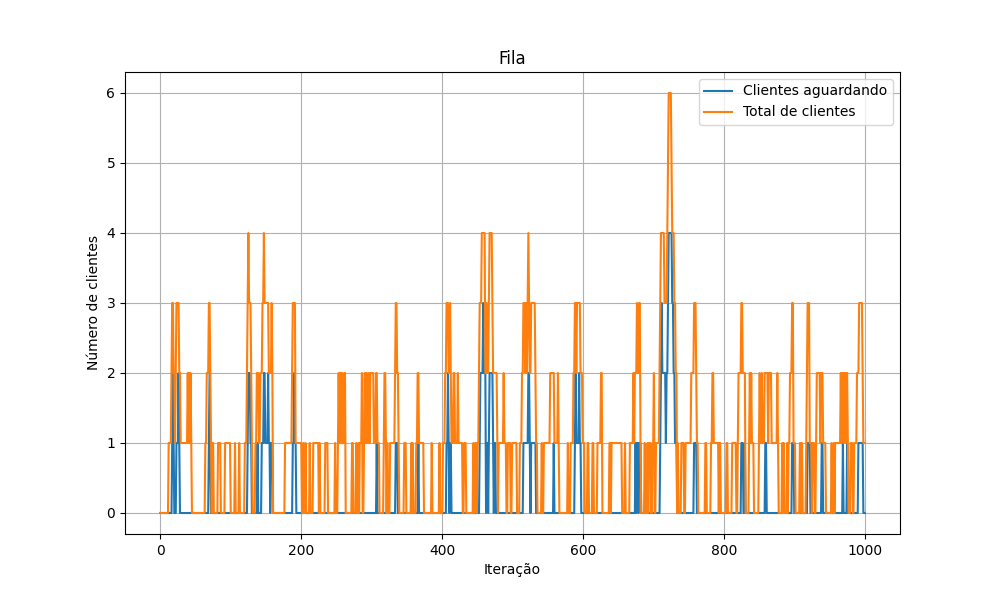 Fila
Clientes aguardando
Total de clientes
Número de clientes
6
5
4
3
2
1
0
0 200 400 600 800 1000
Iteração